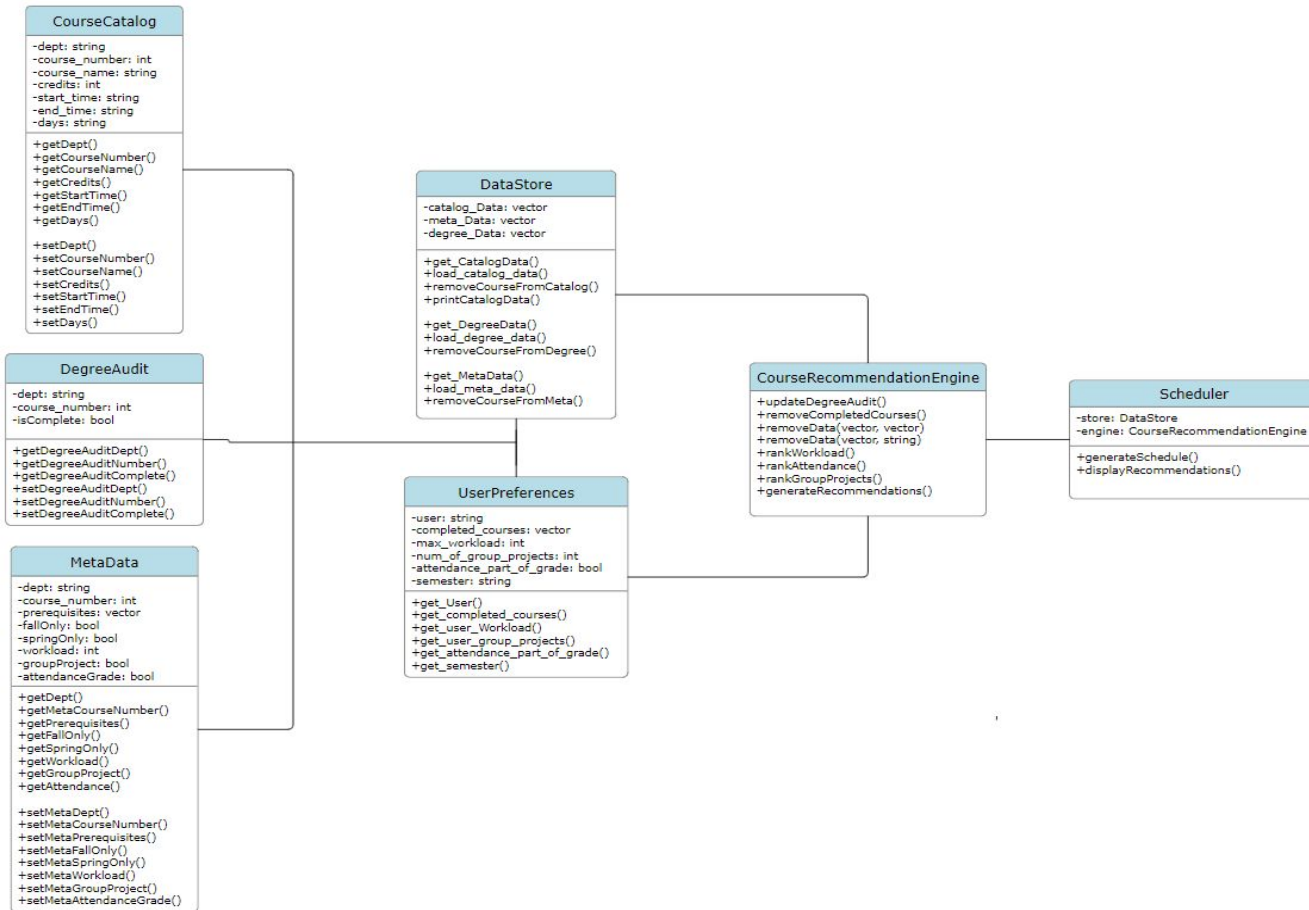 CourseCatalog
-dept: string
-course_number: int
-course_name: string
-credits: int
-start_time: string
-end_time: string
-days: string
+getDept()
+getCourseNumber()
+getCourseName()
+getCredits()
+getStartTime()
+getEndTime()
+getDays()
+setDept()
+setCourseNumber()
+setCourseName()
+setCredits()
+setStartTime()
+setEndTime()
+setDays()
DegreeAudit
-dept: string
-course_number: int
-isComplete: bool
+getDegreeAuditDept()
+getDegreeAuditNumber()
+getDegreeAuditComplete()
+setDegreeAuditDept()
+setDegreeAuditNumber()
+setDegreeAuditComplete()
MetaData
-dept: string
-course_number: int
-prerequisites: vector
-fallOnly: bool
-springOnly: bool
-workload: int
-groupProject: bool
-attendanceGrade: bool
+getDept()
+getMetaCourseNumber()
+getPrerequisites()
+getFallOnly()
+getSpringOnly()
+getWorkload()
+getGroupProject()
+getAttendance()
+setMetaDept()
+setMetaCourseNumber()
+setMetaPrerequisites()
+setMetaFallOnly()
+setMetaSpringOnly()
+setMetaWorkload()
+setMetaGroupProject()
+setMetaAttendanceGrade()
DataStore
-catalog_Data: vector
-meta_Data: vector
-degree_Data: vector
+get_CatalogData()
+load_catalog_data()
+removeCourseFromCatalog()
+printCatalogData()
+get_DegreeData()
+load_degree_data()
+removeCourseFromDegree()
+get_MetaData()
+load_meta_data()
+removeCourseFromMeta()
UserPreferences
-user: string
-completed_courses: vector
-max_workload: int
-num_of_group_projects: int
-attendance_part_of_grade: bool
-semester: string
+get_User()
+get_completed_courses()
+get_user_Workload()
+get_user_group_projects()
+get_attendance_part_of_grade()
+get_semester()
CourseRecommendationEngine
+updateDegreeAudit()
+removeCompletedCourses()
+removeData(vector, vector)
+removeData(vector, string)
+rankWorkload()
+rankAttendance()
+rankGroupProjects()
+generateRecommendations()
Scheduler
-store: DataStore
-engine: CourseRecommendationEngine
+generateSchedule()
+displayRecommendations()